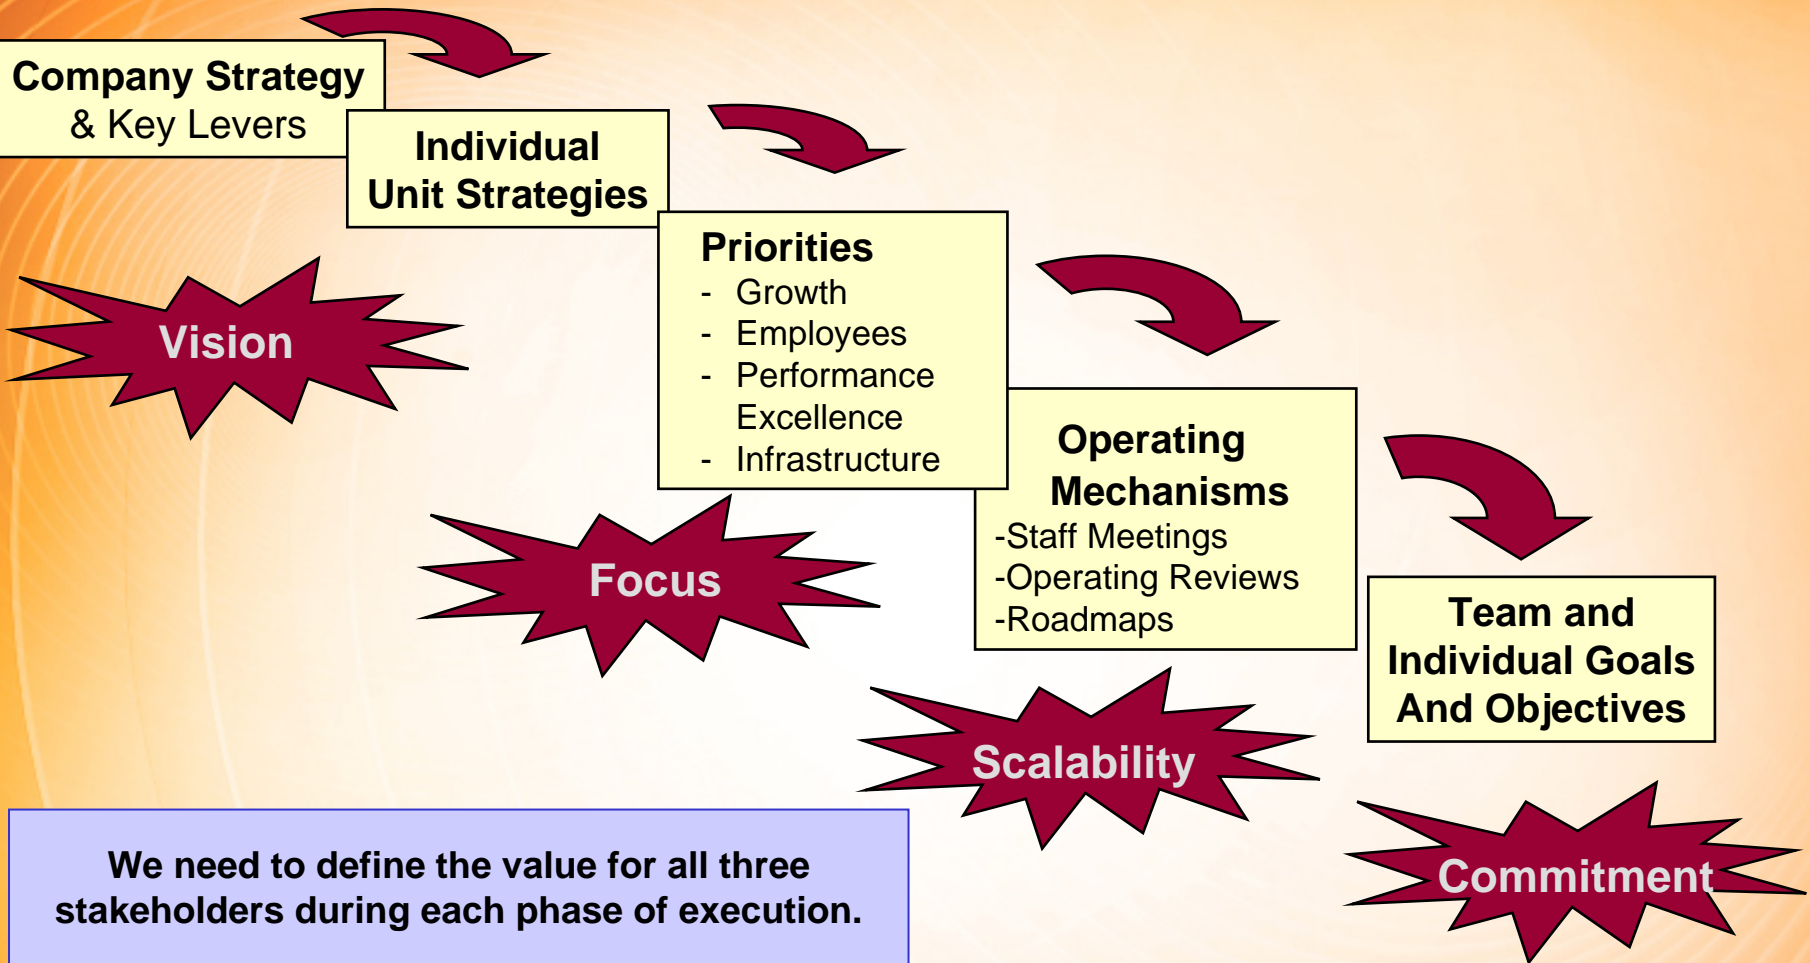 Company Strategy
& Key Levers
Individual
Unit Strategies
Priorities
- Growth
- Employees
- Performance
Excellence
- Infrastructure
Vision
Operating
Mechanisms
-Staff Meetings
-Operating Reviews
-Roadmaps
Focus
Team and
Individual Goals
And Objectives
Scalability
Commitment
We need to define the value for all three
stakeholders during each phase of execution.